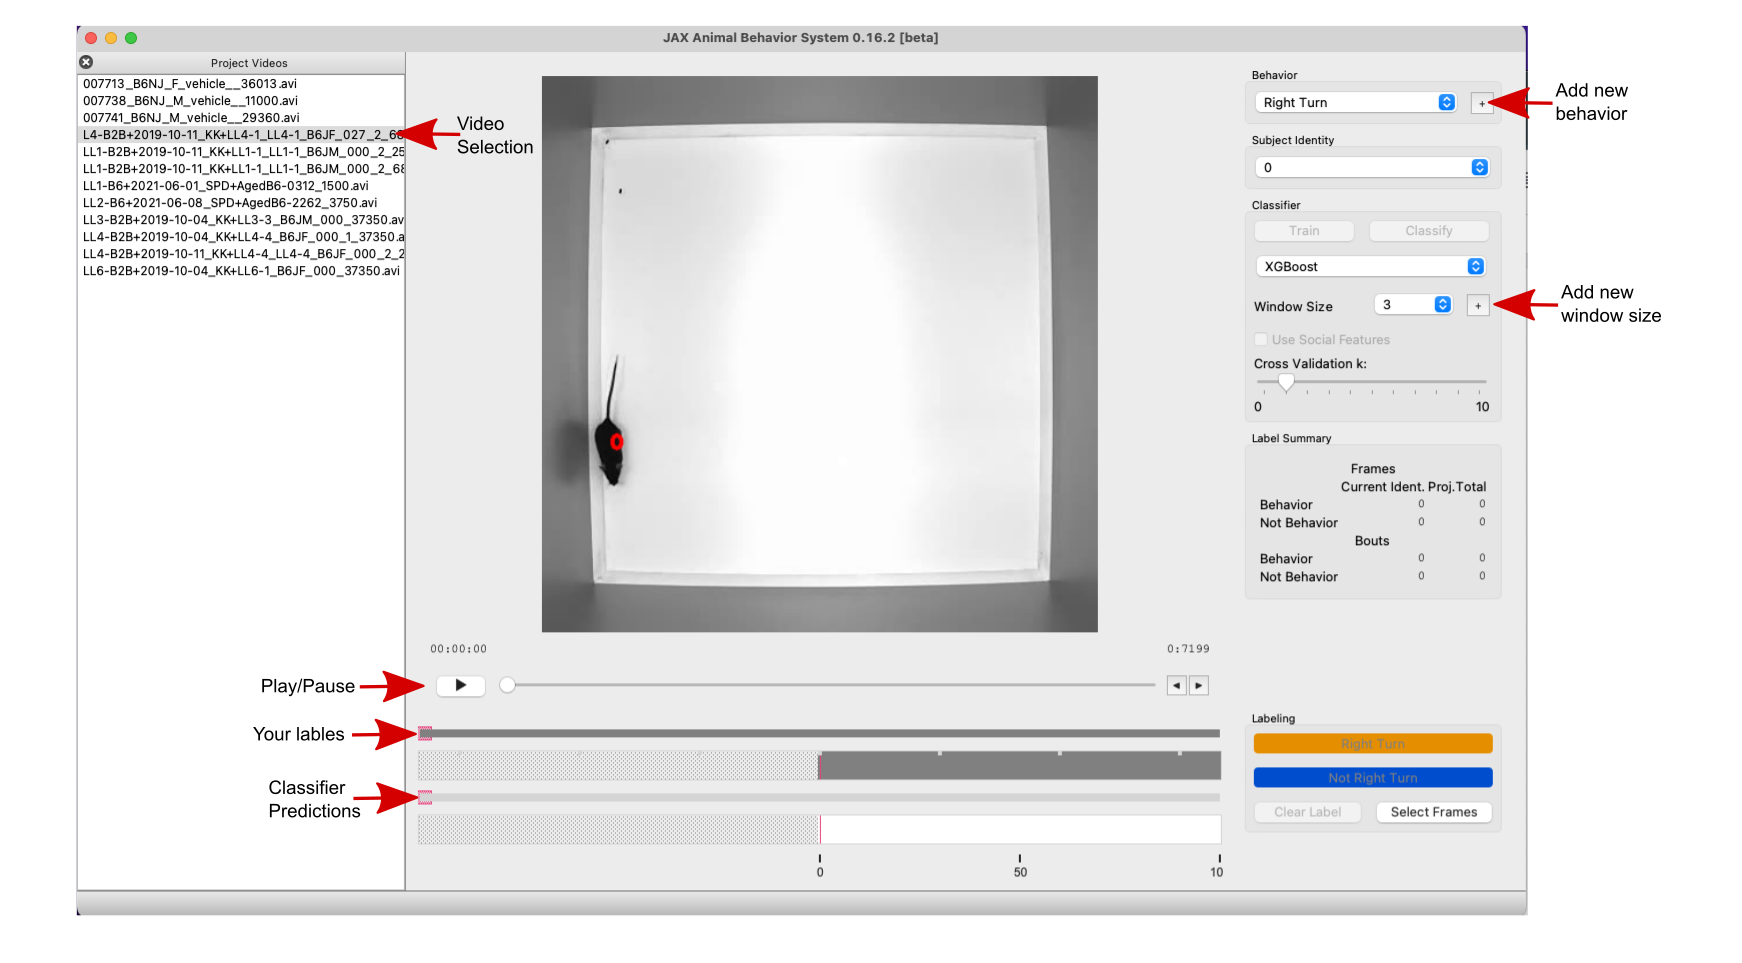 JAX Animal Behavior System 0.16.2 [beta]
Project Videos
007713_B6NJ_F_vehicle__36013.avi
007738_B6NJ_M_vehicle__11000.avi
007741_B6NJ_M_vehicle__29360.avi
L4-B2B+2019-10-11_KK+LL4-1_LL4-1_B6JF_027_2_68
LL1-B2B+2019-10-11_KK+LL1-1_LL1-1_B6JM_000_2_25
LL1-B2B+2019-10-11_KK+LL1-1_LL1-1_B6JM_000_2_68
LL1-B6+2021-06-01_SPD+AgedB6-0312_1500.avi
LL2-B6+2021-06-08_SPD+AgedB6-2262_3750.avi
LL3-B2B+2019-10-04_KK+LL3-3_B6JM_000_37350.av
LL4-B2B+2019-10-04_KK+LL4-4_B6JF_000_1_37350.a
LL4-B2B+2019-10-11_KK+LL4-4_LL4-4_B6JF_000_2_2
LL6-B2B+2019-10-04_KK+LL6-1_B6JF_000_37350.avi
Video
Selection
Behavior
Right Turn
+
Add new
behavior
Subject Identity
0
Classifier
Train Classify
XGBoost
Window Size 3 +
Add new
window size
Use Social Features
Cross Validation k:
0 10
Label Summary
Frames
Current Ident. Proj.Total
Behavior 0 0
Not Behavior 0 0
Bouts
Behavior 0 0
Not Behavior 0 0
00:00:00 0:7199
Play/Pause
Your lables
Classifier
Predictions
0 50 10
Labeling
Right Turn
Not Right Turn
Clear Label Select Frames